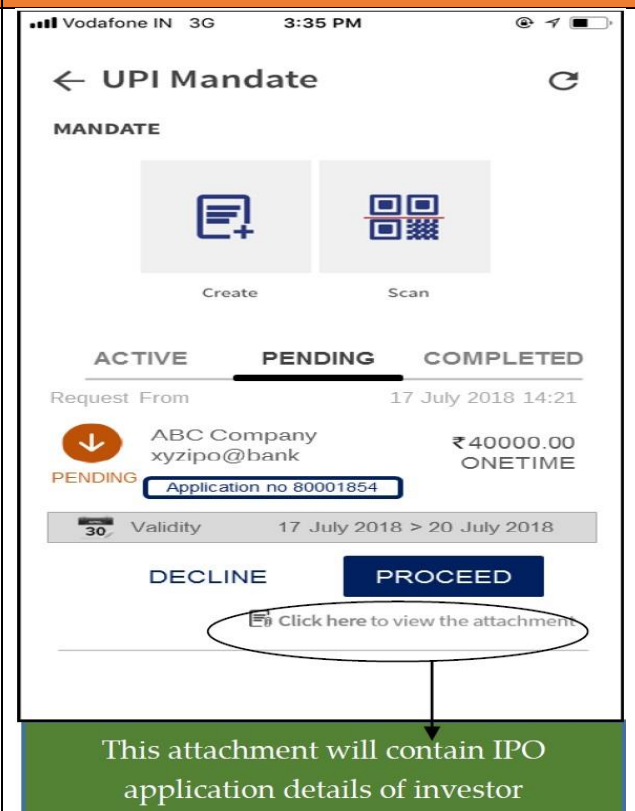 Vodafone IN 3G 3:35 PM
← UPI Mandate
MANDATE
Create Scan
ACTIVE PENDING COMPLETED
Request From 17 July 2018 14:21
ABC Company ₹40000.00
xyzipo@bank ONETIME
PENDING
Application no 80001854
30 Validity 17 July 2018 > 20 July 2018
DECLINE PROCEED
Click here to view the attachment
This attachment will contain IPO
application details of investor